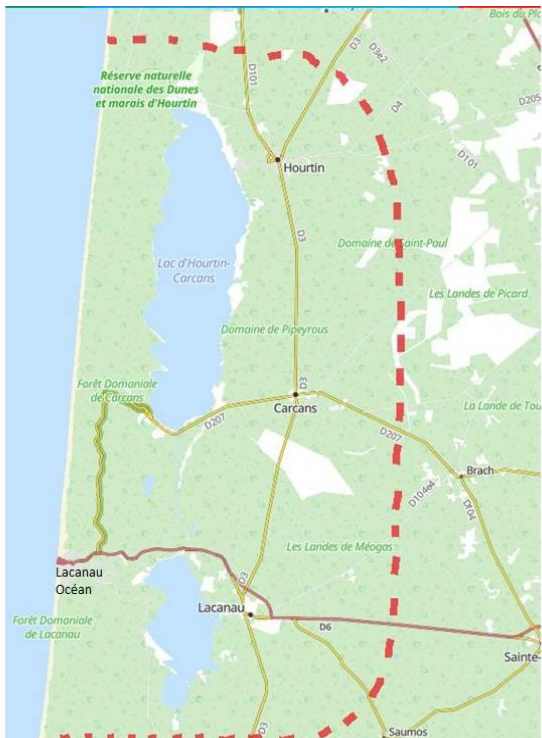 Bois du Pl
D3
D3e2
D101
Réserve naturelle
nationale des Dunes
et marais d'Hourtin
D4
D205
D101
Hourtin
D3
Domaine de Saint-Paul
Lac d'Hourtin-
Carcans
Les Landes de Picard
Domaine de Pipeyrous
Forêt Domaniale
de Carcans
D3
Carcans
La Lande de Tou
D207
D207
Brach
D104e4
D104
Les Landes de Méogas
Lacanau
Océan
D3
Lacanau
Forêt Domaniale
de Lacanau
D6
Sainte-
D3
Saumos